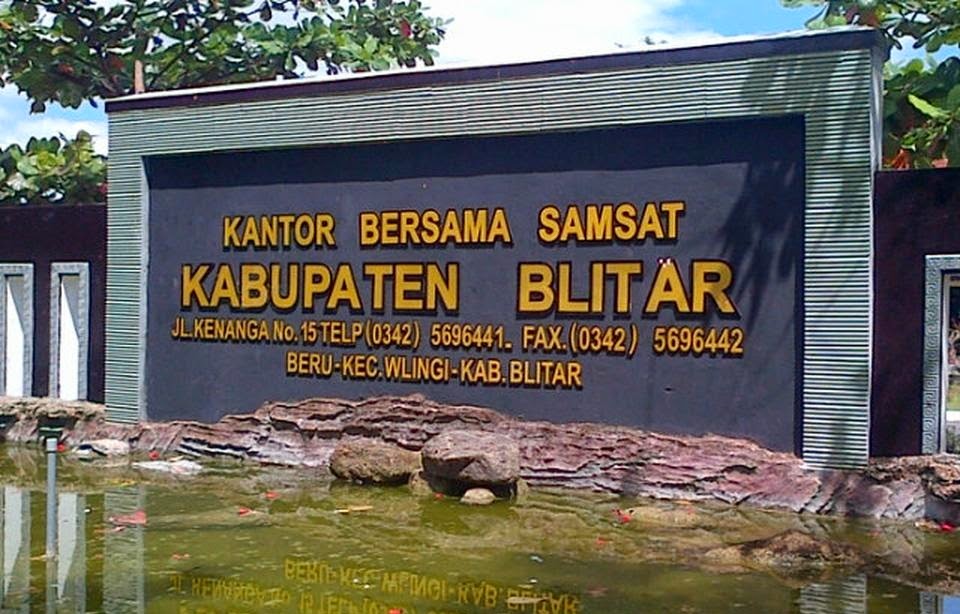 KANTOR BERSAMA SAMSAT
KABUPATEN BLITAR
JL.KENANGA No. 15 TELP (0342) 5696441. FAX. (0342) 5696442
BERU-KEC.WLINGI-KAB.BLITAR